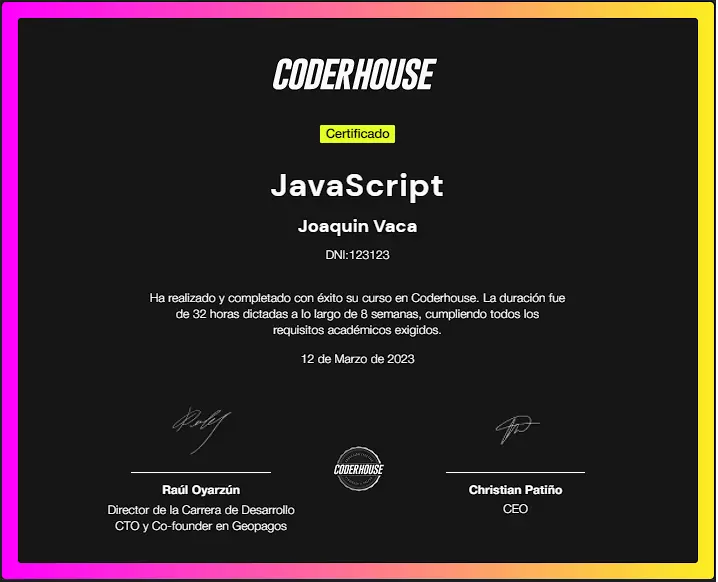 CODERHOUSE
Certificado
JavaScript
Joaquin Vaca
DNI:123123
Ha realizado y completado con éxito su curso en Coderhouse. La duración fue
de 32 horas dictadas a lo largo de 8 semanas, cumpliendo todos los
requisitos académicos exigidos.
12 de Marzo de 2023
CODERHOUSE
Raúl Oyarzún
Director de la Carrera de Desarrollo
CTO y Co-founder en Geopagos
Christian Patiño
CEO